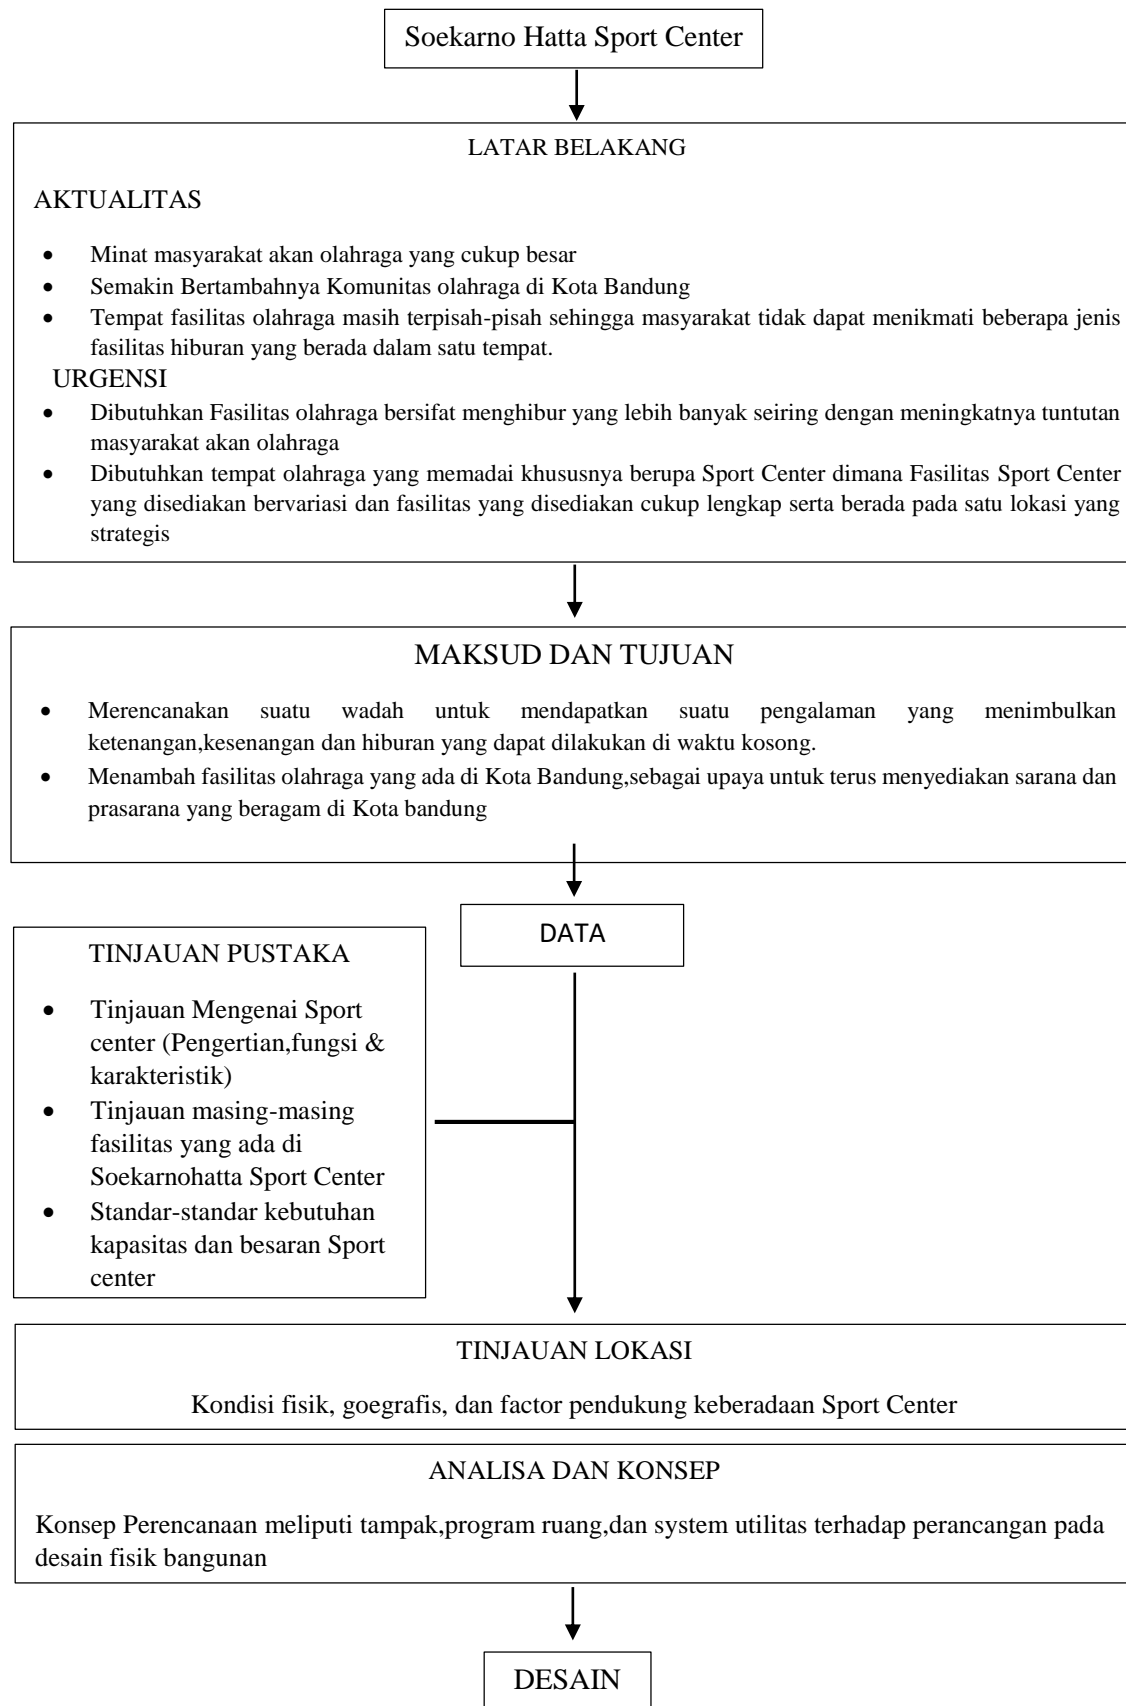 Soekarno Hatta Sport Center
LATAR BELAKANG
AKTUALITAS
• Minat masyarakat akan olahraga yang cukup besar
• Semakin Bertambahnya Komunitas olahraga di Kota Bandung
• Tempat fasilitas olahraga masih terpisah-pisah sehingga masyarakat tidak dapat menikmati beberapa jenis
fasilitas hiburan yang berada dalam satu tempat.
URGENSI
• Dibutuhkan Fasilitas olahraga bersifat menghibur yang lebih banyak seiring dengan meningkatnya tuntutan
masyarakat akan olahraga
• Dibutuhkan tempat olahraga yang memadai khususnya berupa Sport Center dimana Fasilitas Sport Center
yang disediakan bervariasi dan fasilitas yang disediakan cukup lengkap serta berada pada satu lokasi yang
strategis
MAKSUD DAN TUJUAN
• Merencanakan suatu wadah untuk mendapatkan suatu pengalaman yang menimbulkan
ketenangan,kesenangan dan hiburan yang dapat dilakukan di waktu kosong.
• Menambah fasilitas olahraga yang ada di Kota Bandung,sebagai upaya untuk terus menyediakan sarana dan
prasarana yang beragam di Kota bandung
DATA
TINJAUAN PUSTAKA
• Tinjauan Mengenai Sport
center (Pengertian,fungsi &
karakteristik)
• Tinjauan masing-masing
fasilitas yang ada di
Soekarnohatta Sport Center
• Standar-standar kebutuhan
kapasitas dan besaran Sport
center
TINJAUAN LOKASI
Kondisi fisik, goegrafis, dan factor pendukung keberadaan Sport Center
ANALISA DAN KONSEP
Konsep Perencanaan meliputi tampak,program ruang,dan system utilitas terhadap perancangan pada
desain fisik bangunan
DESAIN